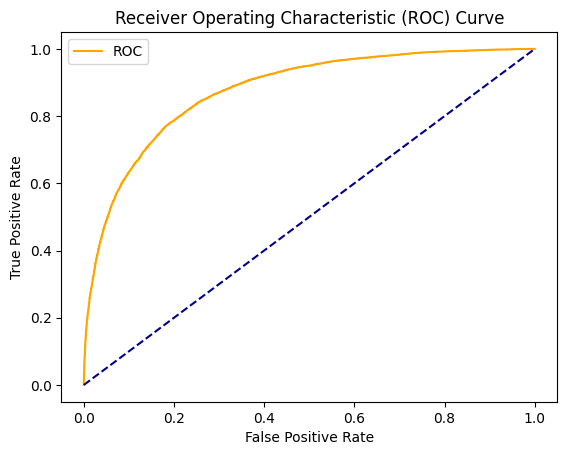 Receiver Operating Characteristic (ROC) Curve
ROC
True Positive Rate
1.0
0.8
0.6
0.4
0.2
0.0
0.0 0.2 0.4 0.6 0.8 1.0
False Positive Rate